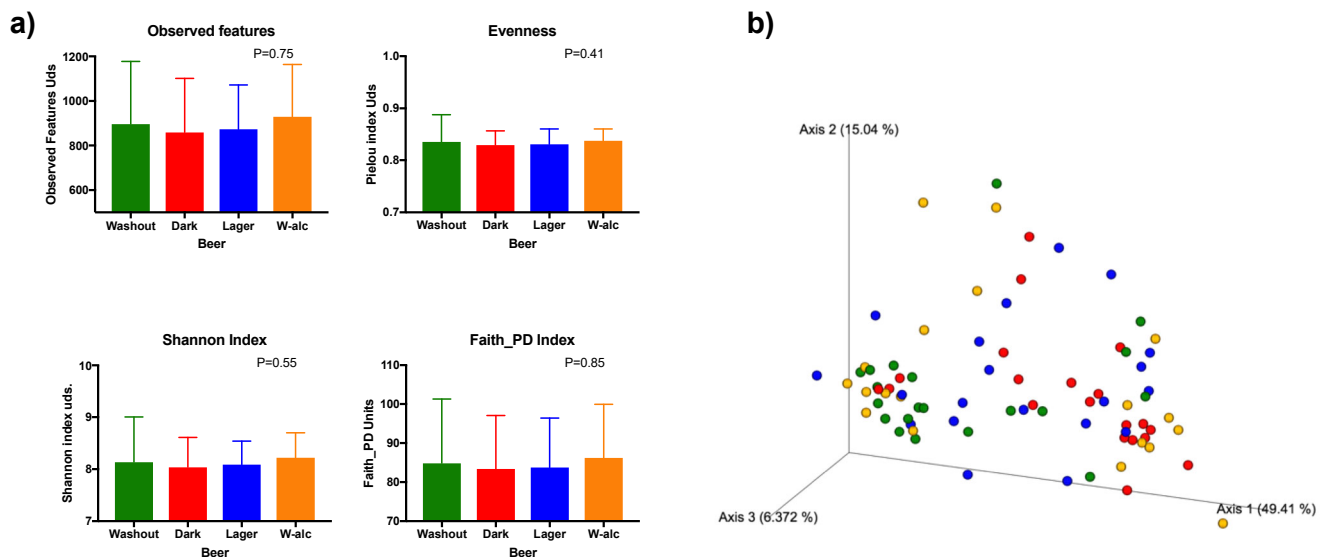 a)
Observed features
P=0.75
1200
1000
800
600
Observed Features Uds
Washout Dark Lager W-alc
Beer
Evenness
P=0.41
1.0
0.9
0.8
0.7
Pielou index Uds
Washout Dark Lager W-alc
Beer
Shannon Index
P=0.55
10
9
8
7
Shannon index uds.
Washout Dark Lager W-alc
Beer
Faith_PD Index
P=0.85
110
100
90
80
70
Faith_PD Units
Washout Dark Lager W-alc
Beer
b)
Axis 2 (15.04 %)
Axis 1 (49.41 %)
Axis 3 (6.372 %)